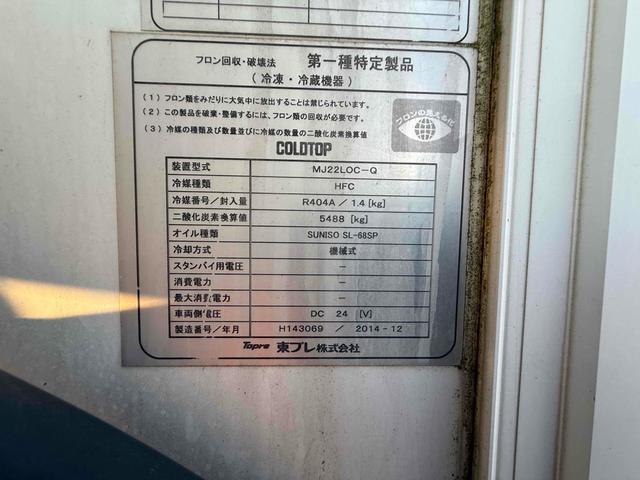 フロン回収・破壊法 第一種特定製品
(冷凍・冷蔵機器)
(1) フロン類をみだりに大気中に放出することは禁じられています。
(2) この製品を破棄・整備するには、フロン類の回収が必要です。
(3) 冷媒の種類及び数量並びに冷媒の数量の二酸化炭素換算値
フロンの見える化
COLDTOP
装置型式 MJ22LOC-Q
冷媒種類 HFC
冷媒番号/封入量 R404A / 1.4 [kg]
二酸化炭素換算値 5488 [kg]
オイル種類 SUNISO SL-68SP
冷却方式 機械式
スタンバイ用電圧 -
消費電力 -
最大消費電力 -
車両側電圧 DC 24 [V]
製造番号/年月 H143069 / 2014-12
Topre 東プレ株式会社